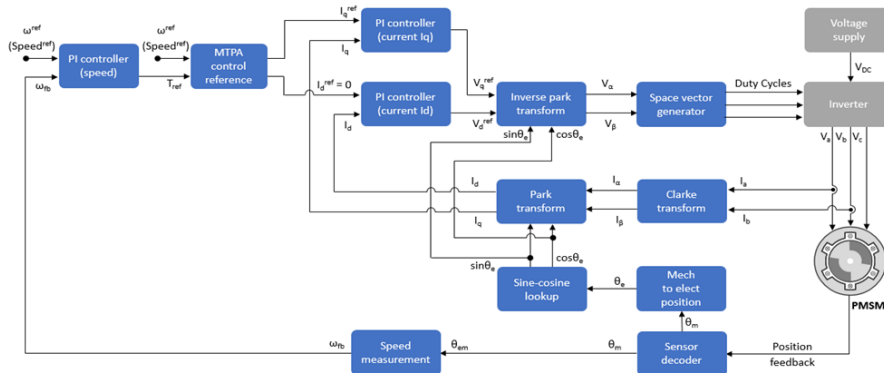 ω^ref
(Speed^ref)
ω_fb
PI controller
(speed)
T_ref
ω^ref
(Speed^ref)
MTPA
control
reference
I_q^ref
I_q
PI controller
(current Iq)
I_d^ref = 0
I_d
PI controller
(current Id)
V_q^ref
V_d^ref
Inverse park
transform
sinθ_e
cosθ_e
V_α
V_β
Space vector
generator
Duty Cycles
Voltage
supply
V_DC
Inverter
V_a
V_b
V_c
I_d
I_q
Park
transform
I_α
I_β
Clarke
transform
I_a
I_b
sinθ_e
cosθ_e
Sine-cosine
lookup
θ_e
Mech
to elect
position
θ_m
PMSM
ω_fb
Speed
measurement
θ_em
θ_m
Sensor
decoder
Position
feedback